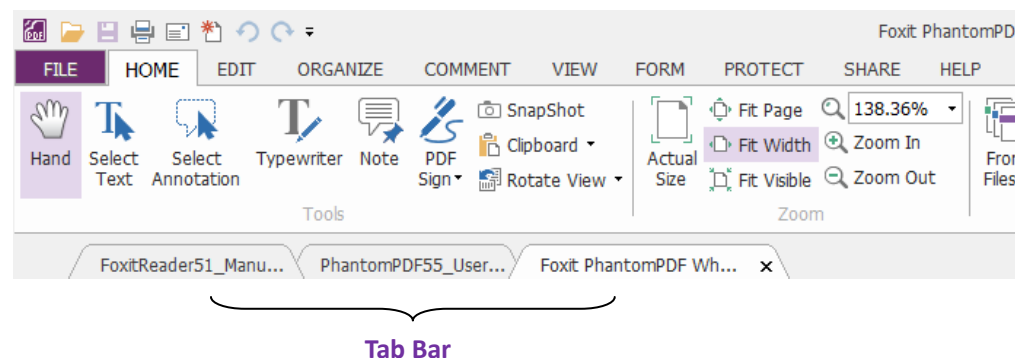 PDF
Foxit PhantomPD
FILE HOME EDIT ORGANIZE COMMENT VIEW FORM PROTECT SHARE HELP
Hand
Select
Text
Select
Annotation
Typewriter
Note
PDF
Sign
SnapShot
Clipboard
Rotate View
Tools
Actual
Size
Fit Page
Fit Width
Fit Visible
138.36%
Zoom In
Zoom Out
Zoom
Files
FoxitReader51_Manu... PhantomPDF55_User... Foxit PhantomPDF Wh... x
Tab Bar